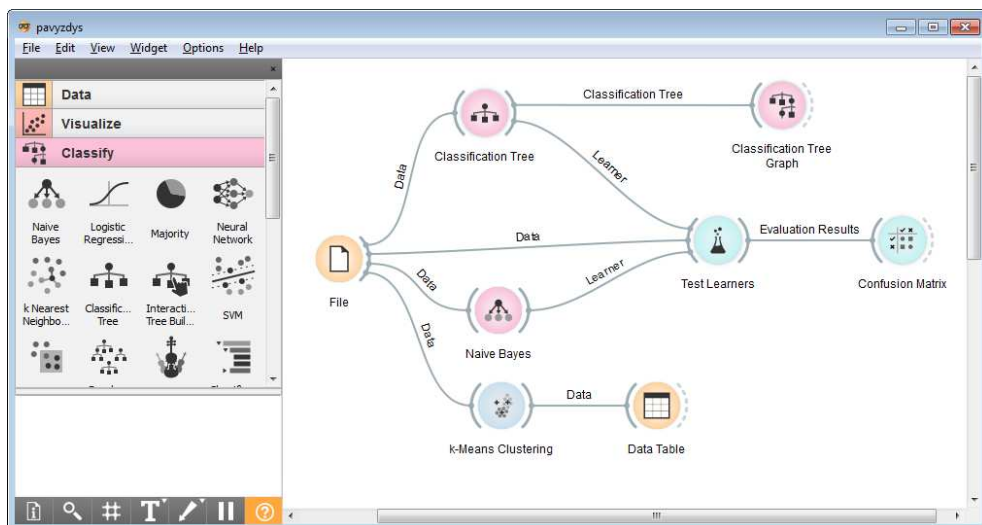 pavyzdys
File Edit View Widget Options Help
Data
Visualize
Classify
Naive Bayes
Logistic Regressi...
Majority
Neural Network
k Nearest Neighbo...
Classific... Tree
Interacti... Tree Buil...
SVM
Classification Tree
Classification Tree
Classification Tree Graph
Data
Learner
File
Data
Test Learners
Evaluation Results
Confusion Matrix
Data
Learner
Naive Bayes
Data
k-Means Clustering
Data
Data Table